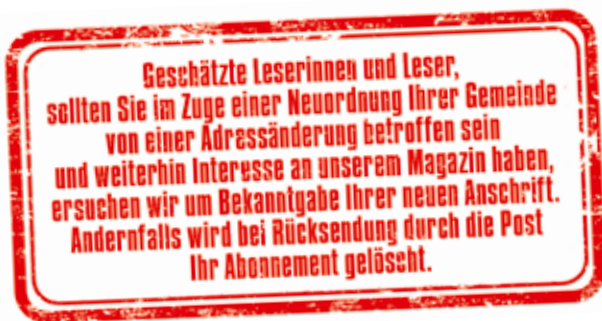 Geschätzte Leserinnen und Leser,
sollten Sie im Zuge einer Neuordnung Ihrer Gemeinde
von einer Adressänderung betroffen sein
und weiterhin Interesse an unserem Magazin haben,
ersuchen wir um Bekanntgabe Ihrer neuen Anschrift.
Andernfalls wird bei Rücksendung durch die Post
Ihr Abonnement gelöscht.